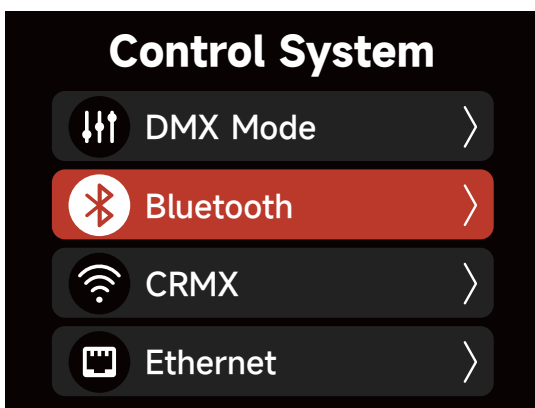 Control System
DMX Mode
Bluetooth
CRMX
Ethernet